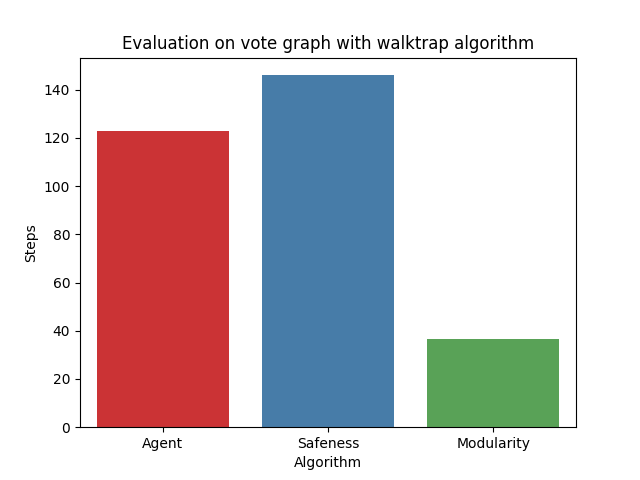 Evaluation on vote graph with walktrap algorithm
140
120
100
80
60
40
20
0
Steps
Agent
Safeness
Modularity
Algorithm